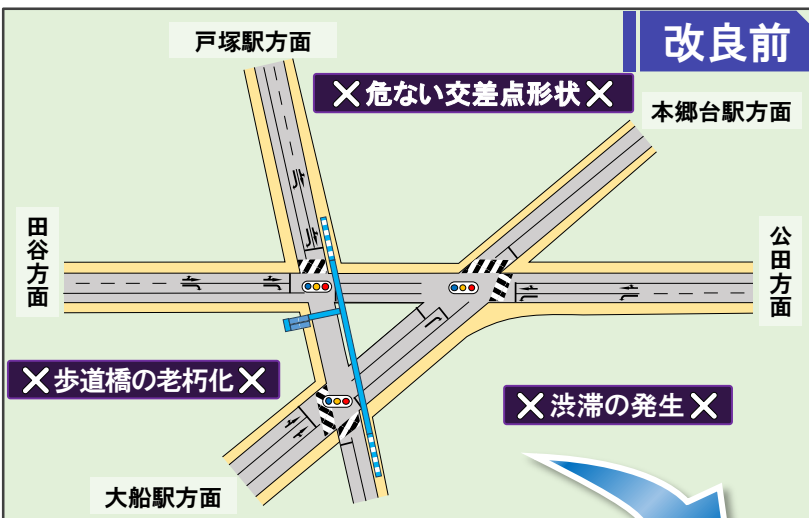 改良前
戸塚駅方面
×危ない交差点形状×
本郷台駅方面
田谷方面
公田方面
×歩道橋の老朽化×
×渋滞の発生×
大船駅方面